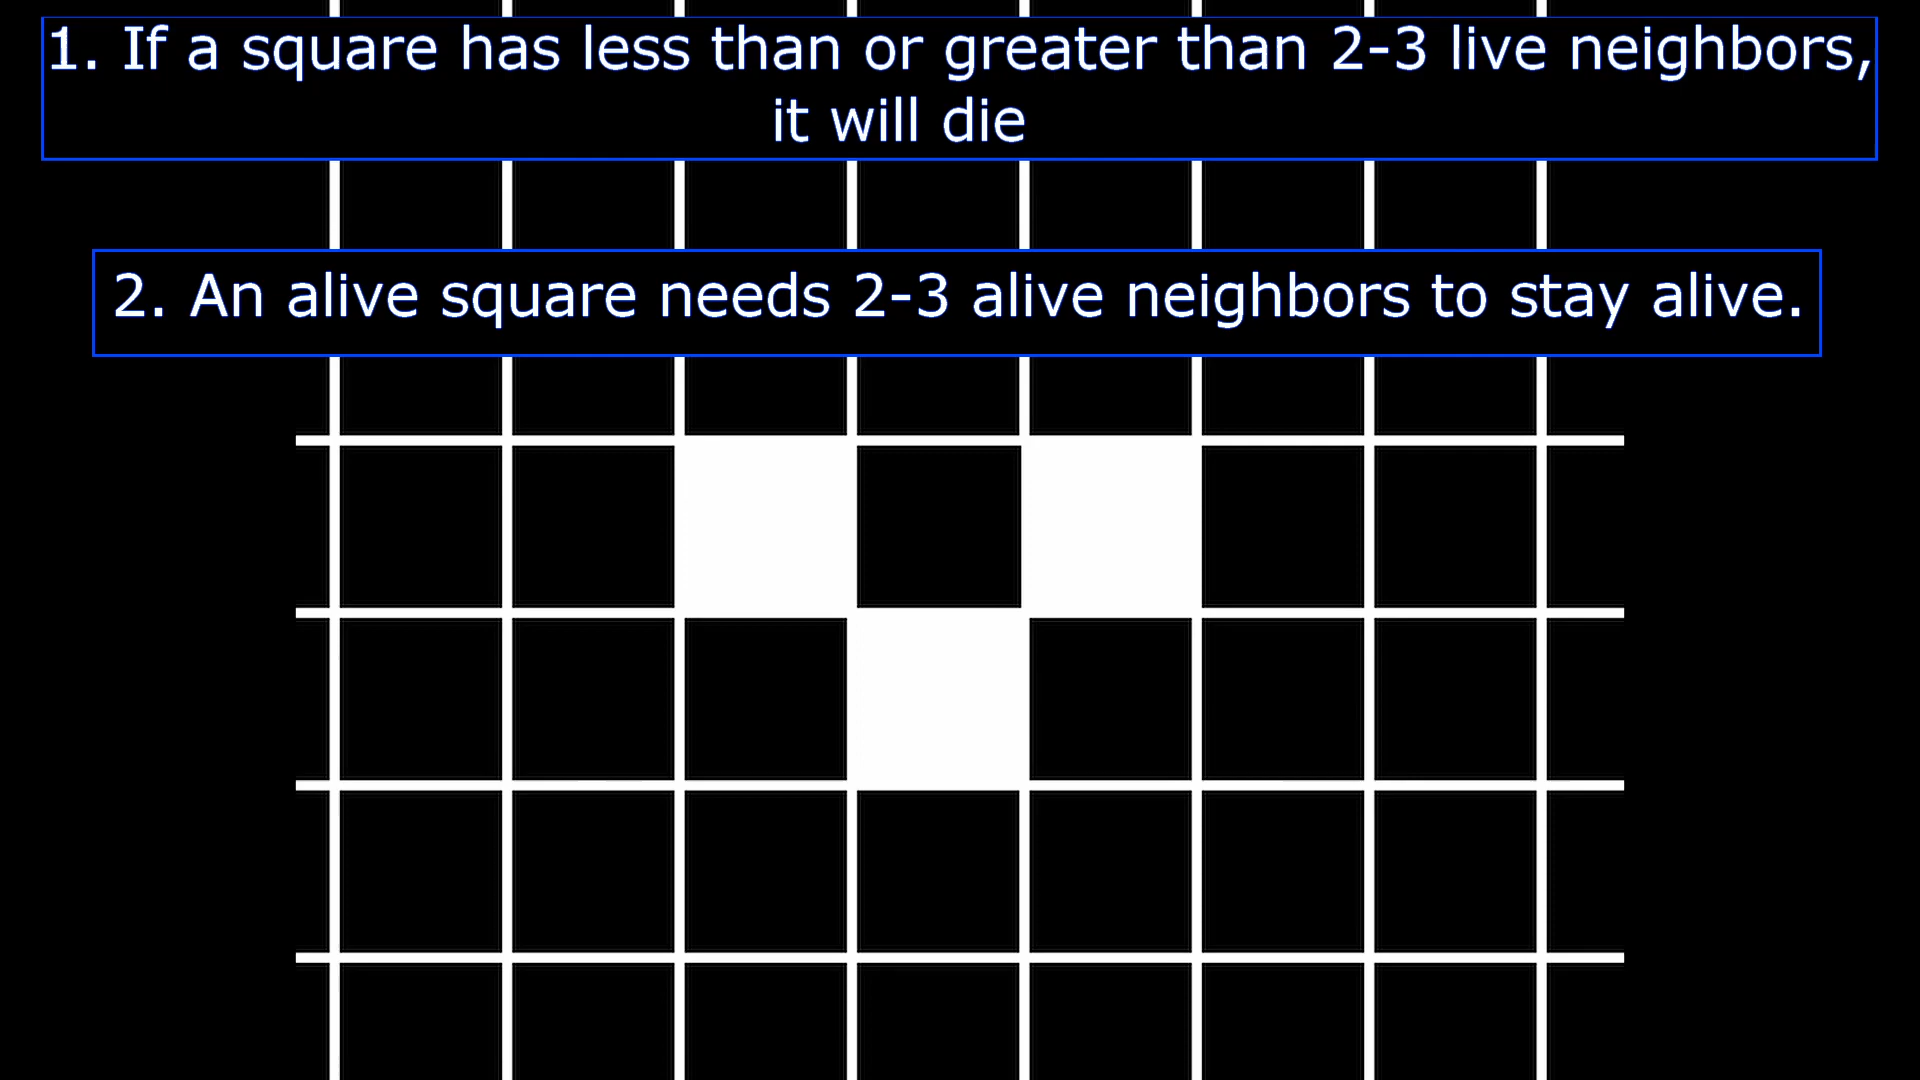 1. If a square has less than or greater than 2-3 live neighbors,
it will die
2. An alive square needs 2-3 alive neighbors to stay alive.